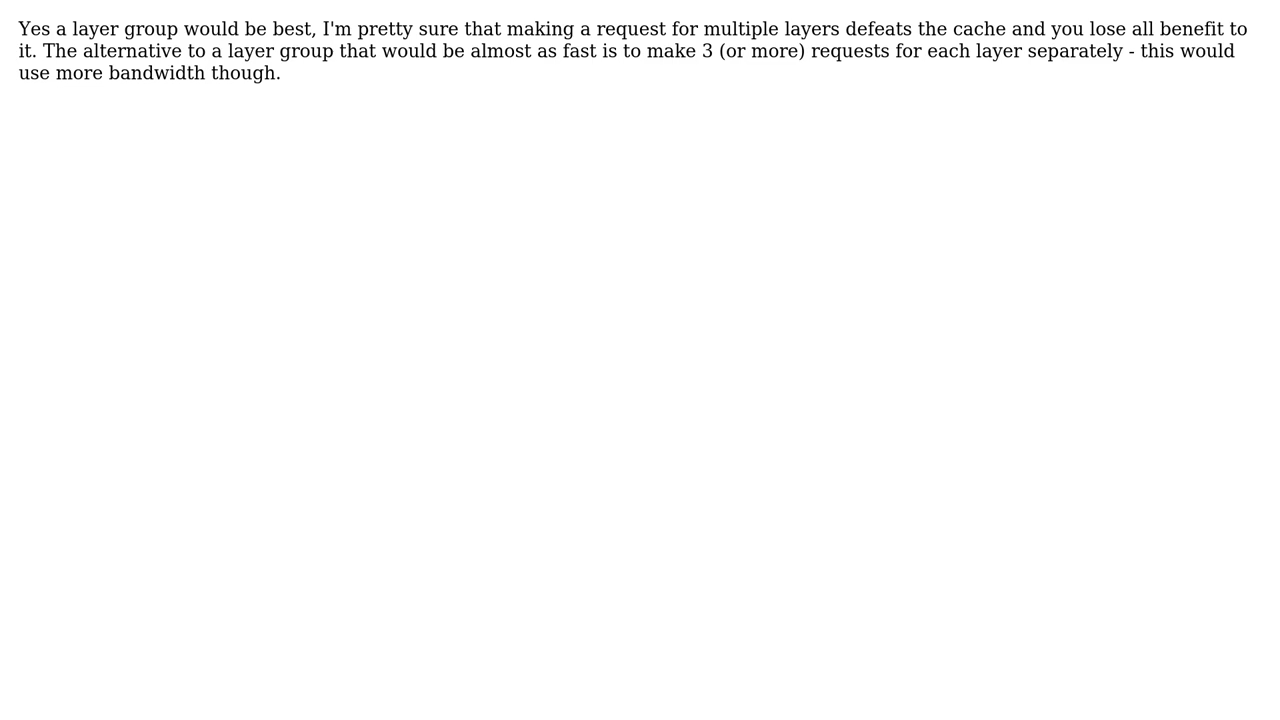 Yes a layer group would be best, I'm pretty sure that making a request for multiple layers defeats the cache and you lose all benefit to
it. The alternative to a layer group that would be almost as fast is to make 3 (or more) requests for each layer separately - this would
use more bandwidth though.